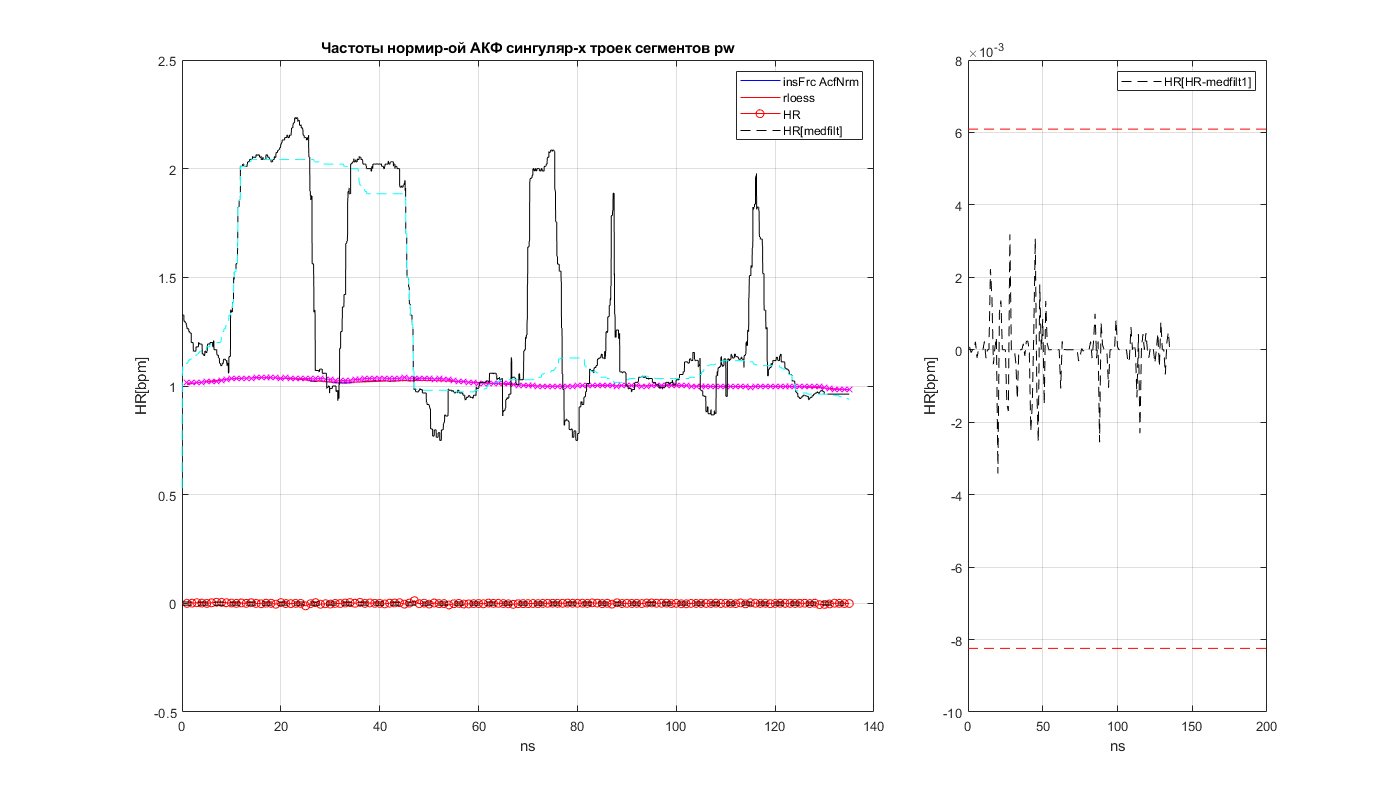 Частоты нормир-ой АКФ сингуляр-х троек сегментов pw
2.5
2
1.5
1
0.5
0
-0.5
HR[bpm]
0 20 40 60 80 100 120 140
ns
insFrc AcfNrm
rloess
HR
HR[medfilt]
×10⁻³
8
6
4
2
0
-2
-4
-6
-8
-10
HR[bpm]
0 50 100 150 200
ns
HR[HR-medfilt1]